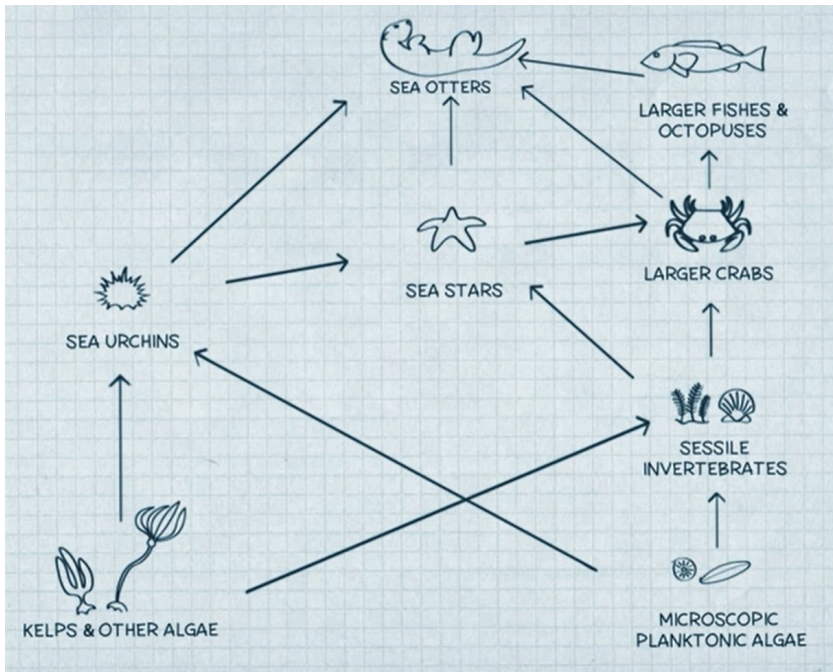 SEA OTTERS
LARGER FISHES &
OCTOPUSES
LARGER CRABS
SEA STARS
SEA URCHINS
SESSILE
INVERTEBRATES
KELPS & OTHER ALGAE
MICROSCOPIC
PLANKTONIC ALGAE